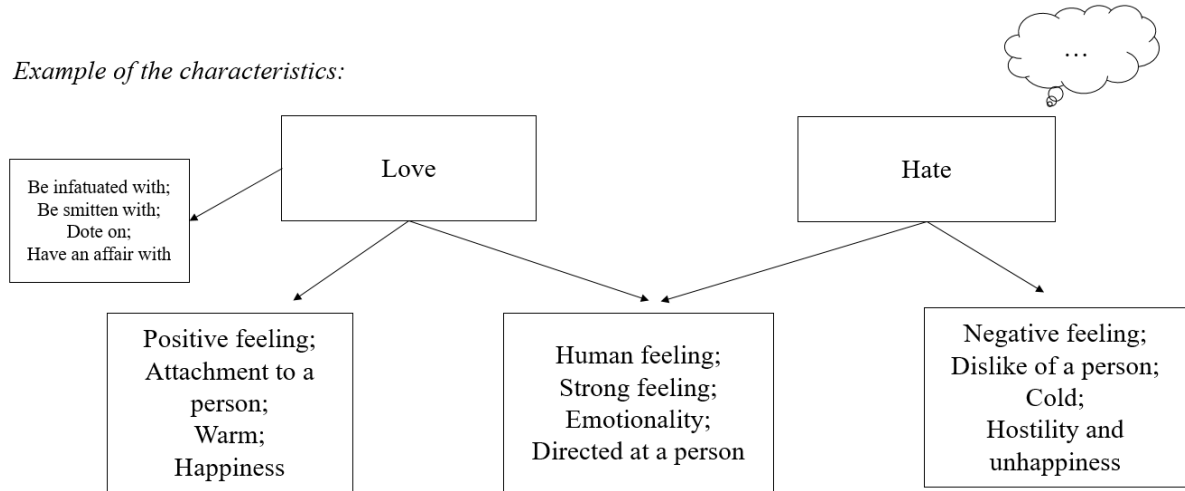 ...
Example of the characteristics:
Love
Hate
Be infatuated with;
Be smitten with;
Dote on;
Have an affair with
Positive feeling;
Attachment to a
person;
Warm;
Happiness
Human feeling;
Strong feeling;
Emotionality;
Directed at a person
Negative feeling;
Dislike of a person;
Cold;
Hostility and
unhappiness